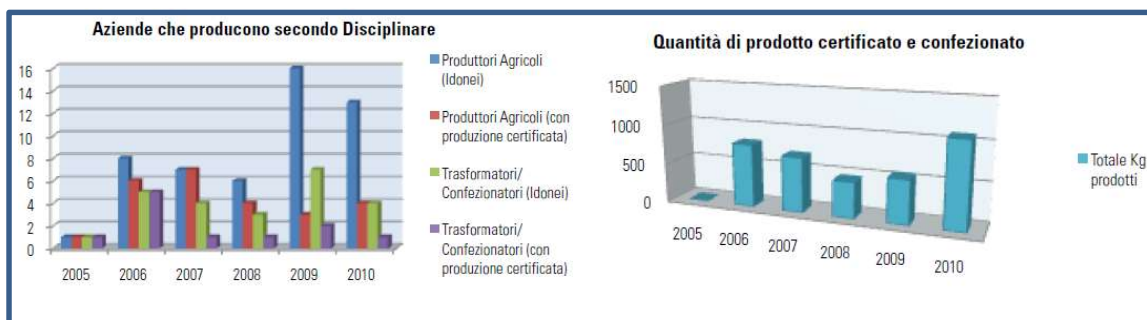 Aziende che producono secondo Disciplinare
16
14
12
10
8
6
4
2
0
2005 2006 2007 2008 2009 2010
Produttori Agricoli
(Idonei)
Produttori Agricoli (con
produzione certificata)
Trasformatori/
Confezionatori (Idonei)
Trasformatori/
Confezionatori (con
produzione certificata)
Quantità di prodotto certificato e confezionato
1500
1000
500
0
2005 2006 2007 2008 2009 2010
Totale Kg
prodotti